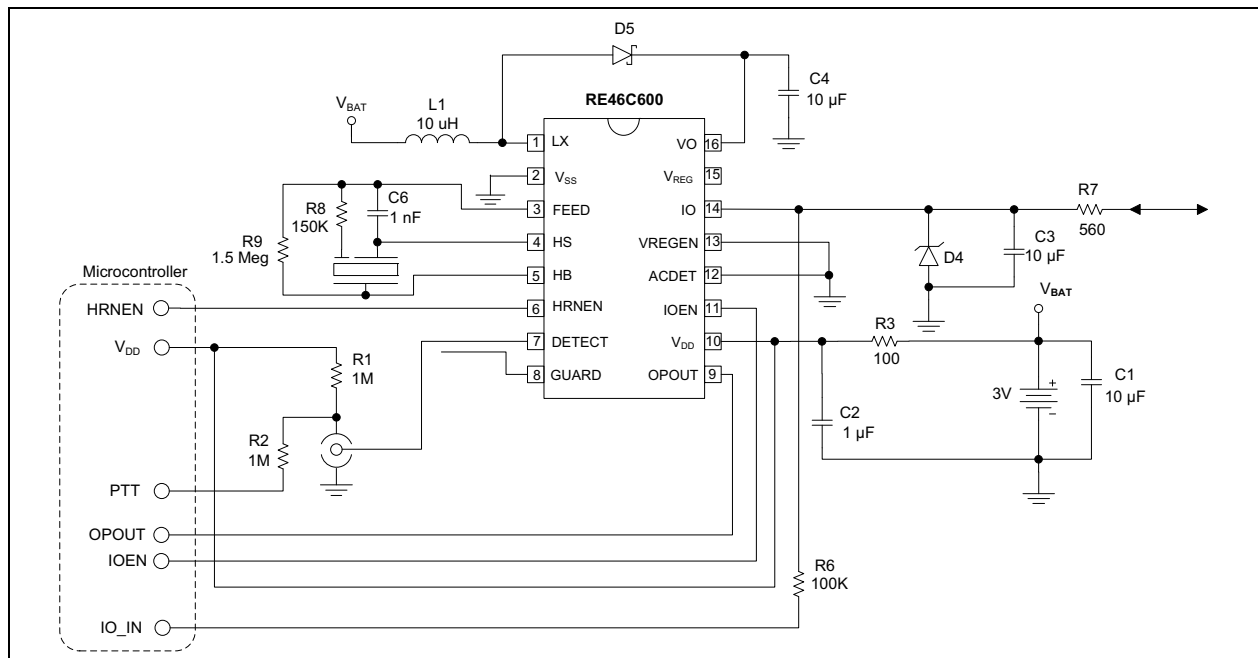 D5
C4
10 µF
RE46C600
V_BAT
L1
10 uH
1
LX
VO
16
2
V_SS
V_REG
15
R7
560
C6
1 nF
R8
150K
3
FEED
IO
14
R9
1.5 Meg
4
HS
VREGEN
13
D4
C3
10 µF
5
HB
ACDET
12
Microcontroller
HRNEN
6
HRNEN
IOEN
11
V_BAT
V_DD
7
DETECT
V_DD
10
R3
100
R1
1M
8
GUARD
OPOUT
9
3V
+
–
C1
10 µF
C2
1 µF
R2
1M
PTT
OPOUT
IOEN
R6
100K
IO_IN